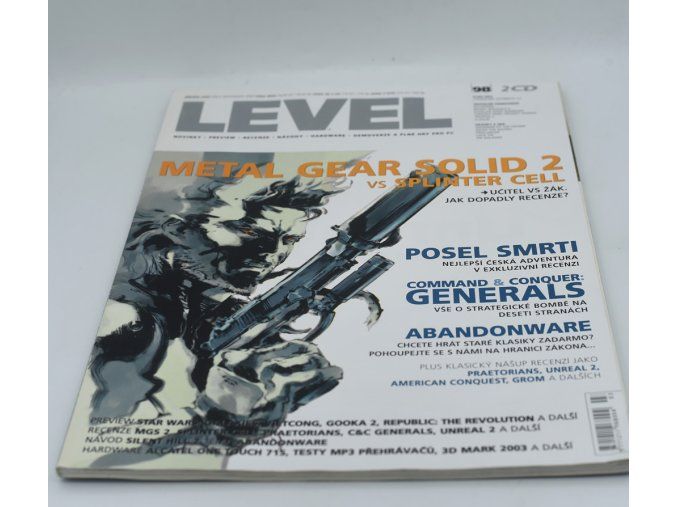 98 2CD
LEVEL
NOVINKY • PREVIEW • RECENZE • NÁVODY • HARDWARE • DEMOVERZE A PLNÉ HRY PRO PC
METAL GEAR SOLID 2
VS SPLINTER CELL
➔ UČITEL VS ŽÁK.
JAK DOPADLY RECENZE?
POSEL SMRTI
NEJLEPŠÍ ČESKÁ ADVENTURA
V EXKLUZIVNÍ RECENZI
COMMAND & CONQUER:
GENERALS
VŠE O STRATEGICKÉ BOMBĚ NA
DESETI STRANÁCH
ABANDONWARE
CHCETE HRÁT STARÉ KLASIKY ZADARMO?
POHOUPEJTE SE S NÁMI NA HRANICI ZÁKONA...
PLUS KLASICKÝ NÁŠUP RECENZÍ JAKO
PRAETORIANS, UNREAL 2,
AMERICAN CONQUEST, GROM A DALŠÍCH
PREVIEW STAR WARS VIETCONG, GOOKA 2, REPUBLIC: THE REVOLUTION A DALŠÍ
RECENZE MGS 2, SPLINTER CELL, PRAETORIANS, C&C GENERALS, UNREAL 2 A DALŠÍ
NÁVOD SILENT HILL 2 ABANDONWARE
HARDWARE ALCATEL ONE TOUCH 715, TESTY MP3 PŘEHRÁVAČŮ, 3D MARK 2003 A DALŠÍ